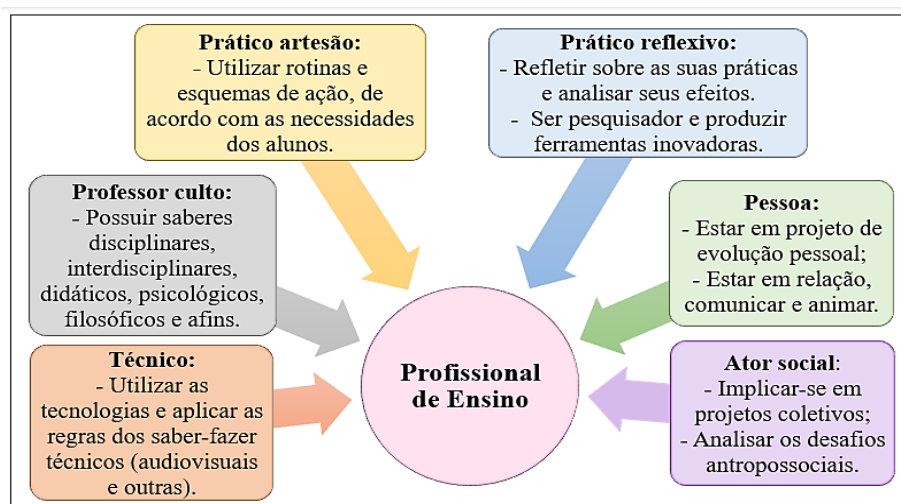 Prático artesão:
- Utilizar rotinas e
esquemas de ação, de
acordo com as necessidades
dos alunos.
Prático reflexivo:
- Refletir sobre as suas práticas
e analisar seus efeitos.
- Ser pesquisador e produzir
ferramentas inovadoras.
Professor culto:
- Possuir saberes
disciplinares,
interdisciplinares,
didáticos, psicológicos,
filosóficos e afins.
Pessoa:
- Estar em projeto de
evolução pessoal;
- Estar em relação,
comunicar e animar.
Técnico:
- Utilizar as
tecnologias e aplicar as
regras dos saber-fazer
técnicos (audiovisuais
e outras).
Profissional
de Ensino
Ator social:
- Implicar-se em
projetos coletivos;
- Analisar os desafios
antropossociais.